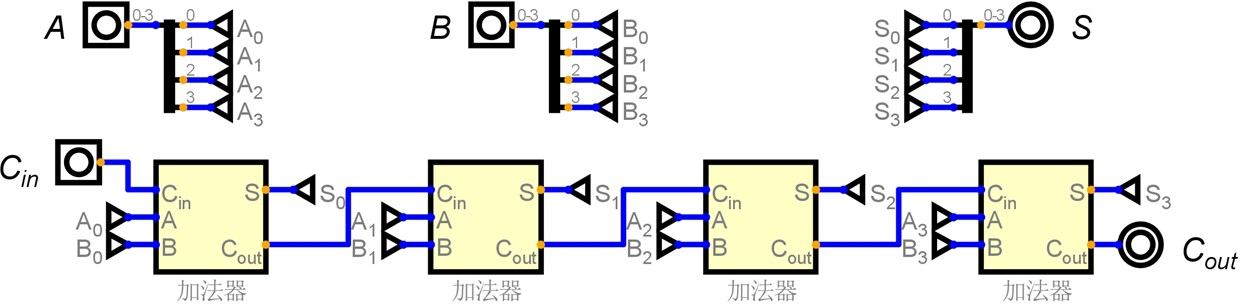 A 0-3 0 A0
1 A1
2 A2
3 A3
B 0-3 0 B0
1 B1
2 B2
3 B3
S0 0 0-3 S
S1 1
S2 2
S3 3
Cin
Cin S S0
A0 A
B0 B Cout
加法器
Cin S S1
A1 A
B1 B Cout
加法器
Cin S S2
A2 A
B2 B Cout
加法器
Cin S S3
A3 A
B3 B Cout Cout
加法器